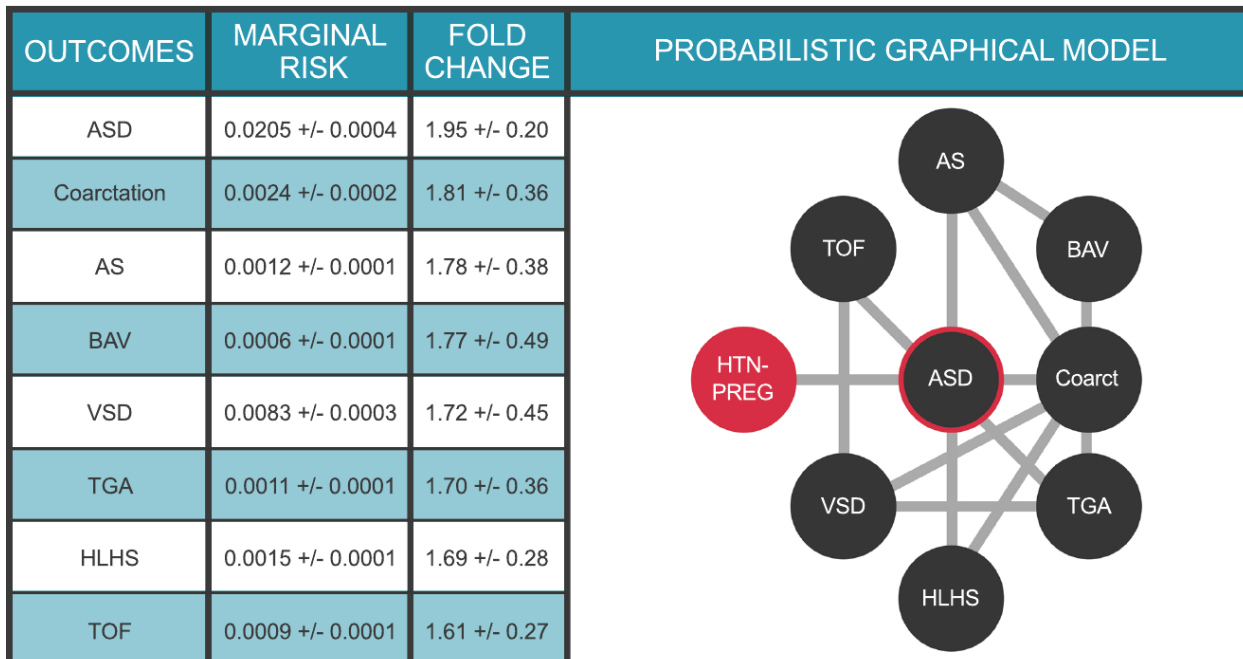 OUTCOMES
MARGINAL
RISK
FOLD
CHANGE
PROBABILISTIC GRAPHICAL MODEL
ASD 0.0205 +/- 0.0004 1.95 +/- 0.20
Coarctation 0.0024 +/- 0.0002 1.81 +/- 0.36
AS 0.0012 +/- 0.0001 1.78 +/- 0.38
BAV 0.0006 +/- 0.0001 1.77 +/- 0.49
VSD 0.0083 +/- 0.0003 1.72 +/- 0.45
TGA 0.0011 +/- 0.0001 1.70 +/- 0.36
HLHS 0.0015 +/- 0.0001 1.69 +/- 0.28
TOF 0.0009 +/- 0.0001 1.61 +/- 0.27
AS
TOF
BAV
HTN-
PREG
ASD
Coarct
VSD
TGA
HLHS